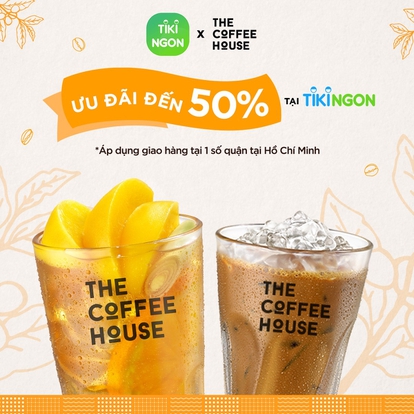 TIKI
NGON
x
THE
COFFEE
HOUSE
ƯU ĐÃI ĐẾN 50% TẠI TIKINGON
*Áp dụng giao hàng tại 1 số quận tại Hồ Chí Minh
THE
COFFEE
HOUSE
THE
COFFEE
HOUSE